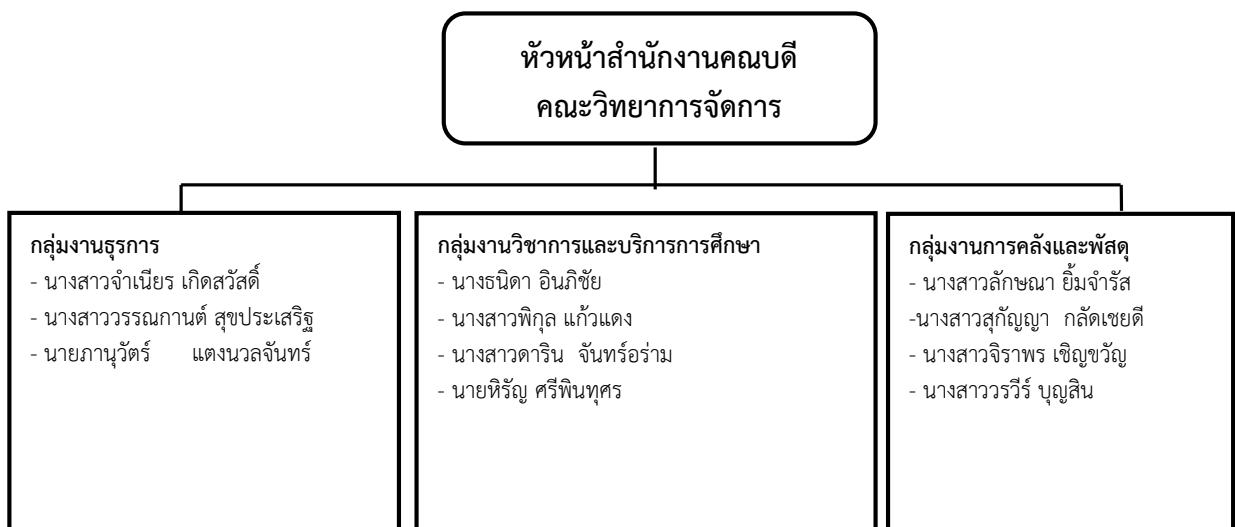 หัวหน้าสำนักงานคณบดี
คณะวิทยาการจัดการ
กลุ่มงานธุรการ
- นางสาวจำเนียร เกิดสวัสดิ์
- นางสาววรรณกานต์ สุขประเสริฐ
- นายภานุวัตร์ แตงนวลจันทร์
กลุ่มงานวิชาการและบริการการศึกษา
- นางธนิดา อินภิชัย
- นางสาวพิกุล แก้วแดง
- นางสาวดาริน จันทร์อร่าม
- นายหิรัญ ศรีพินทุศร
กลุ่มงานการคลังและพัสดุ
- นางสาวลักษณา ยิ้มจำรัส
-นางสาวสุกัญญา กลัดเชยดี
- นางสาวจิราพร เชิญขวัญ
- นางสาววรวีร์ บุญสิน